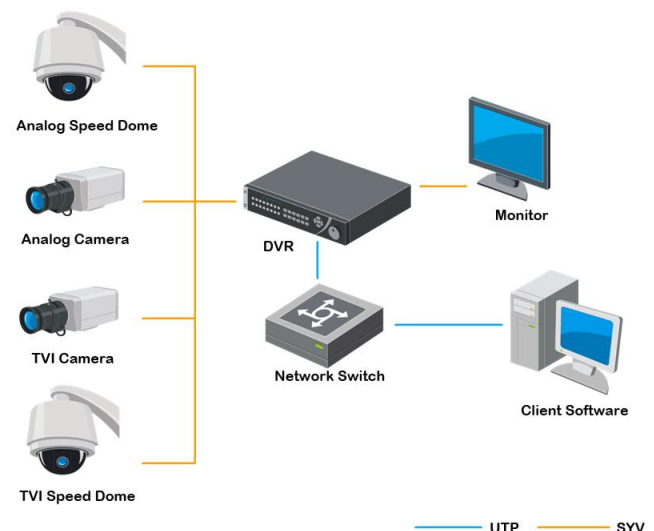 Analog Speed Dome
Analog Camera
TVI Camera
TVI Speed Dome
DVR
Monitor
Network Switch
Client Software
UTP
SYV